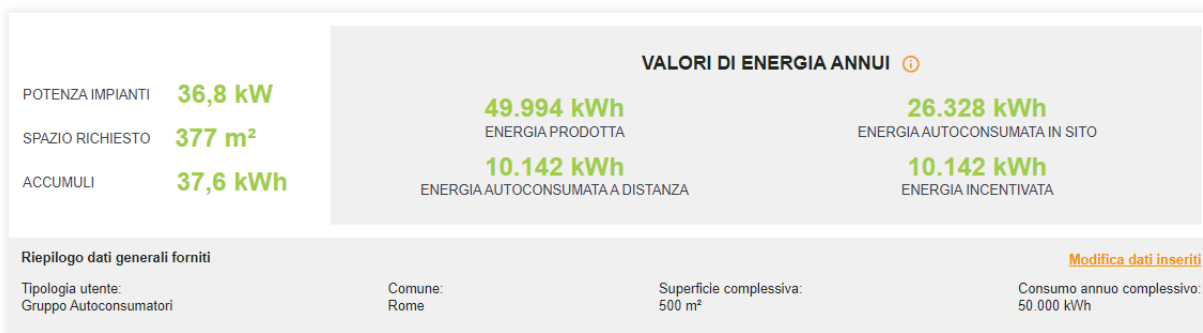 VALORI DI ENERGIA ANNUI
POTENZA IMPIANTI 36,8 kW
SPAZIO RICHIESTO 377 m²
ACCUMULI 37,6 kWh
49.994 kWh
ENERGIA PRODOTTA
26.328 kWh
ENERGIA AUTOCONSUMATA IN SITO
10.142 kWh
ENERGIA AUTOCONSUMATA A DISTANZA
10.142 kWh
ENERGIA INCENTIVATA
Riepilogo dati generali forniti
Modifica dati inseriti
Tipologia utente:
Gruppo Autoconsumatori
Comune:
Rome
Superficie complessiva:
500 m²
Consumo annuo complessivo:
50.000 kWh